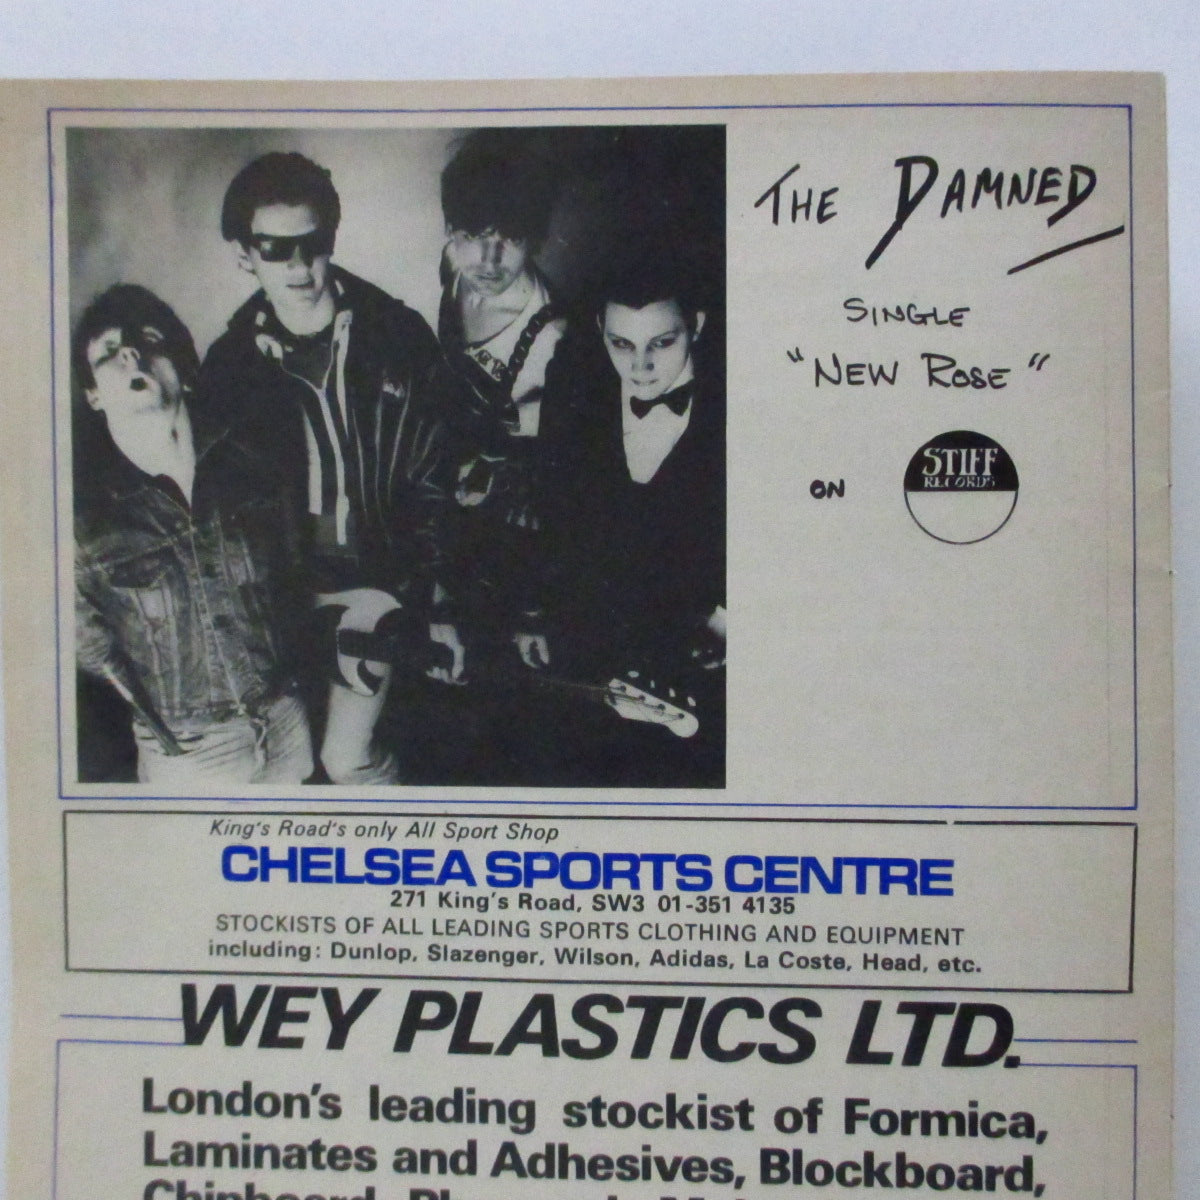 THE DAMNED
SINGLE
"NEW ROSE"
ON
STIFF
RECORDS
King's Road's only All Sport Shop
CHELSEA SPORTS CENTRE
271 King's Road, SW3 01-351 4135
STOCKISTS OF ALL LEADING SPORTS CLOTHING AND EQUIPMENT
including: Dunlop, Slazenger, Wilson, Adidas, La Coste, Head, etc.
WEY PLASTICS LTD.
London's leading stockist of Formica,
Laminates and Adhesives, Blockboard,
Chipboard,